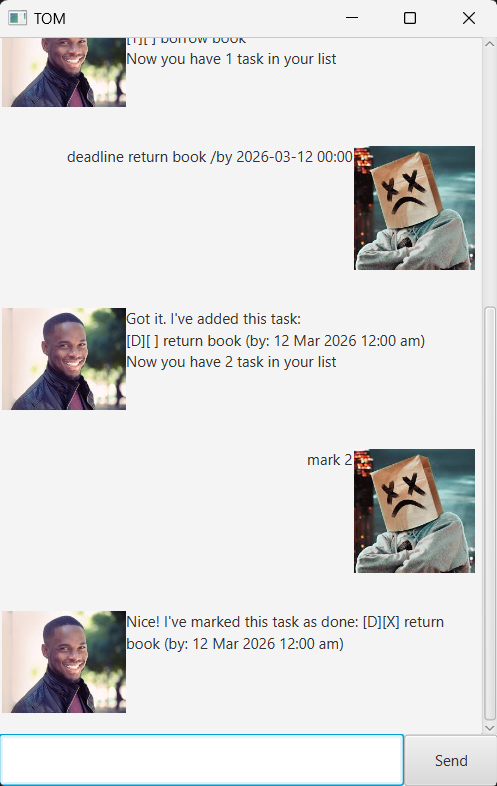 TOM
[T][ ] borrow book
Now you have 1 task in your list
deadline return book /by 2026-03-12 00:00
Got it. I've added this task:
[D][ ] return book (by: 12 Mar 2026 12:00 am)
Now you have 2 task in your list
mark 2
Nice! I've marked this task as done: [D][X] return
book (by: 12 Mar 2026 12:00 am)
Send